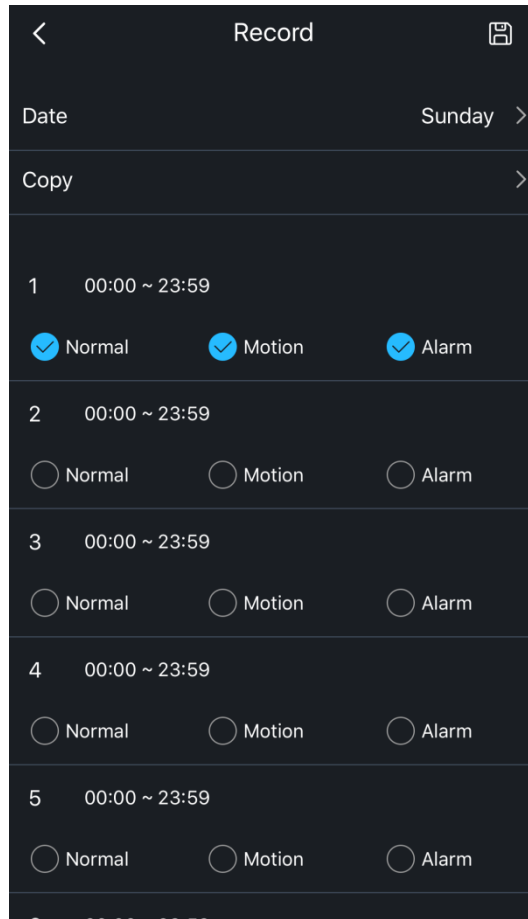 Record
Date Sunday
Copy
1 00:00 ~ 23:59
Normal Motion Alarm
2 00:00 ~ 23:59
Normal Motion Alarm
3 00:00 ~ 23:59
Normal Motion Alarm
4 00:00 ~ 23:59
Normal Motion Alarm
5 00:00 ~ 23:59
Normal Motion Alarm